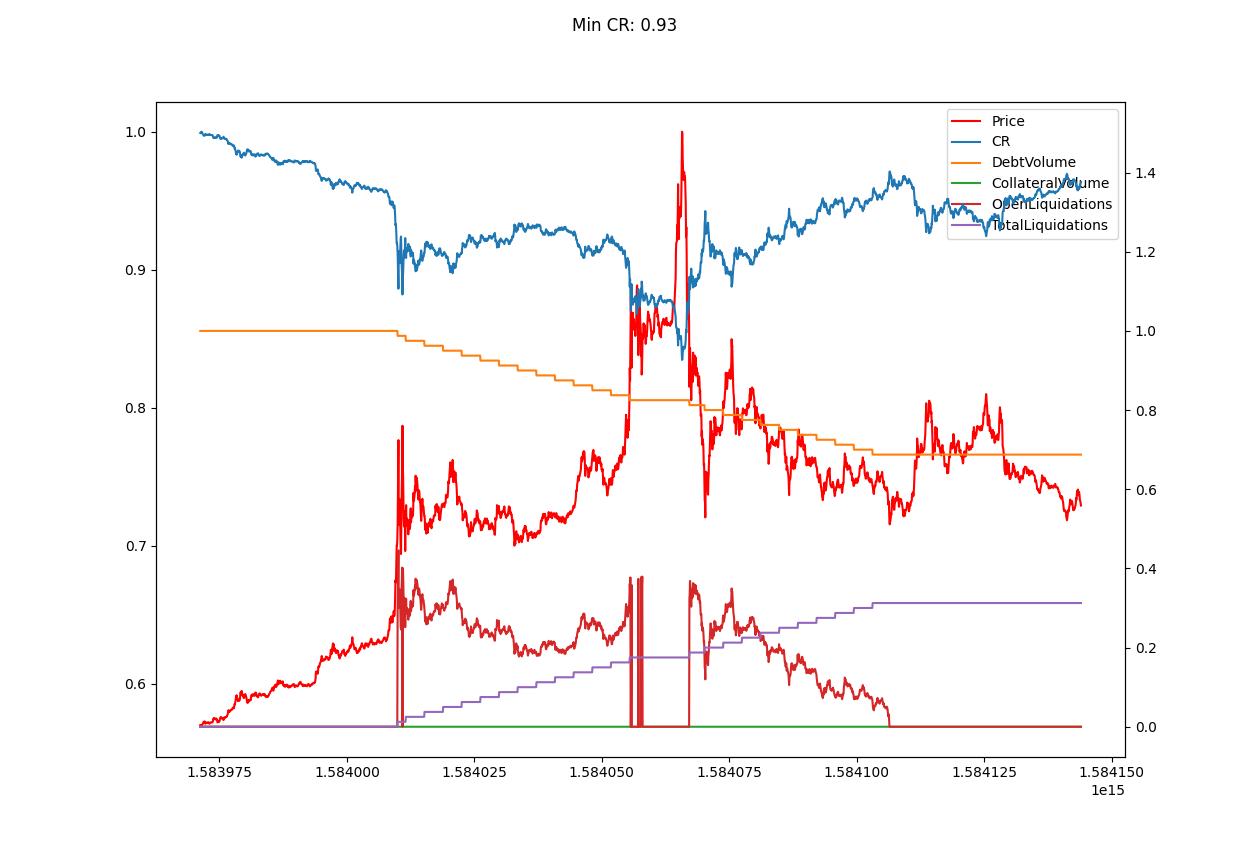 Min CR: 0.93
1.0
0.9
0.8
0.7
0.6
Price
CR
DebtVolume
CollateralVolume
OpenLiquidations
TotalLiquidations
1.4
1.2
1.0
0.8
0.6
0.4
0.2
0.0
1.583975 1.584000 1.584025 1.584050 1.584075 1.584100 1.584125 1.584150
1e15